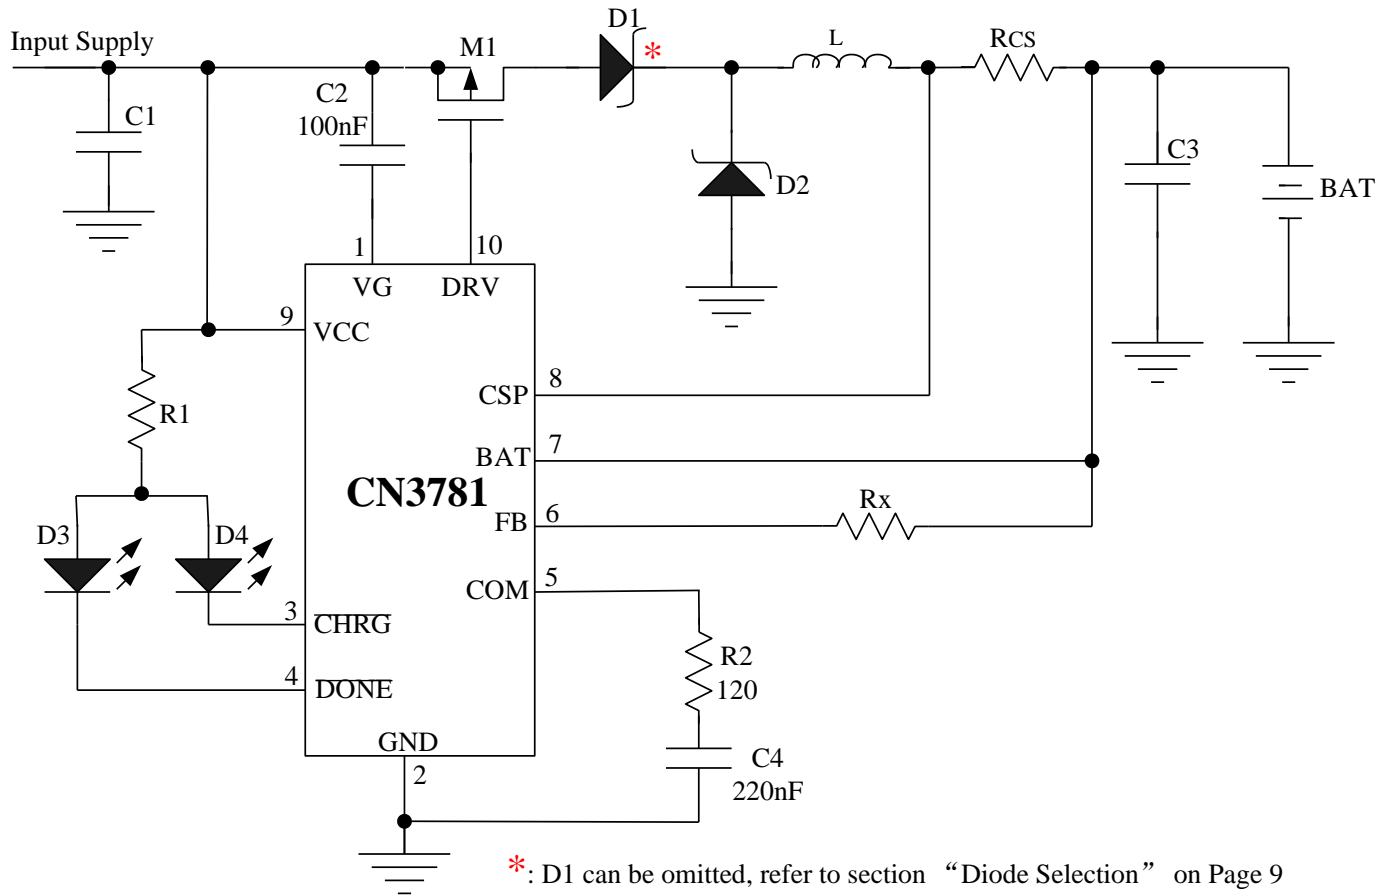 D1
Input Supply
M1
*
L
RCS
C1
C2
100nF
D2
C3
BAT
1
10
VG
DRV
9
VCC
R1
8
CSP
7
BAT
CN3781
Rx
6
FB
D3
D4
5
COM
3
CHRG
R2
120
4
DONE
GND
2
C4
220nF
*: D1 can be omitted, refer to section “Diode Selection” on Page 9